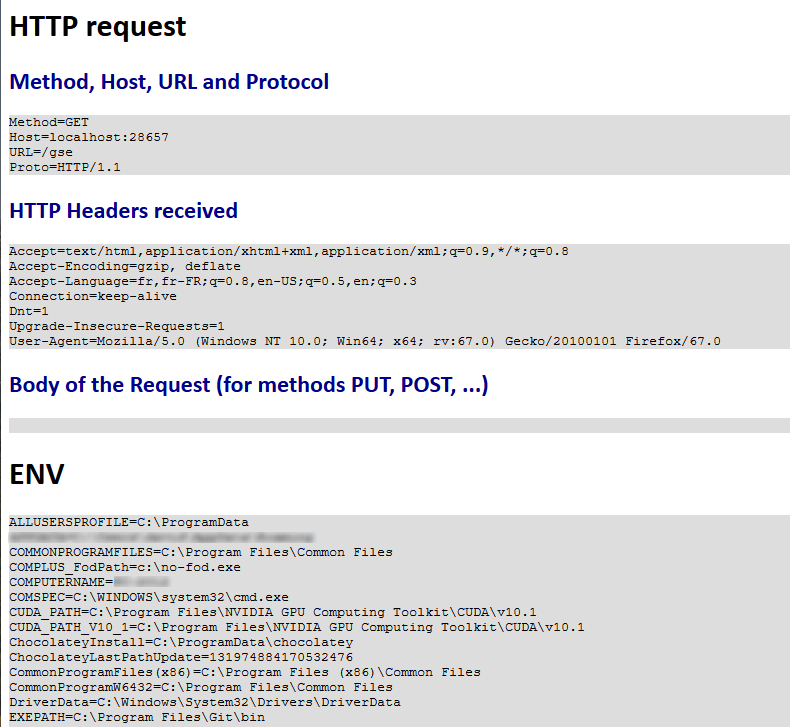 HTTP request
Method, Host, URL and Protocol
Method=GET
Host=localhost:28657
URL=/gse
Proto=HTTP/1.1
HTTP Headers received
Accept=text/html,application/xhtml+xml,application/xml;q=0.9,*/*;q=0.8
Accept-Encoding=gzip, deflate
Accept-Language=fr,fr-FR;q=0.8,en-US;q=0.5,en;q=0.3
Connection=keep-alive
Dnt=1
Upgrade-Insecure-Requests=1
User-Agent=Mozilla/5.0 (Windows NT 10.0; Win64; x64; rv:67.0) Gecko/20100101 Firefox/67.0
Body of the Request (for methods PUT, POST, ...)
ENV
ALLUSERSPROFILE=C:\ProgramData
COMMONPROGRAMFILES=C:\Program Files\Common Files
COMPLUS_FodPath=c:\no-fod.exe
COMPUTERNAME=
COMSPEC=C:\WINDOWS\system32\cmd.exe
CUDA_PATH=C:\Program Files\NVIDIA GPU Computing Toolkit\CUDA\v10.1
CUDA_PATH_V10_1=C:\Program Files\NVIDIA GPU Computing Toolkit\CUDA\v10.1
ChocolateyInstall=C:\ProgramData\chocolatey
ChocolateyLastPathUpdate=131974884170532476
CommonProgramFiles(x86)=C:\Program Files (x86)\Common Files
CommonProgramW6432=C:\Program Files\Common Files
DriverData=C:\Windows\System32\Drivers\DriverData
EXEPATH=C:\Program Files\Git\bin